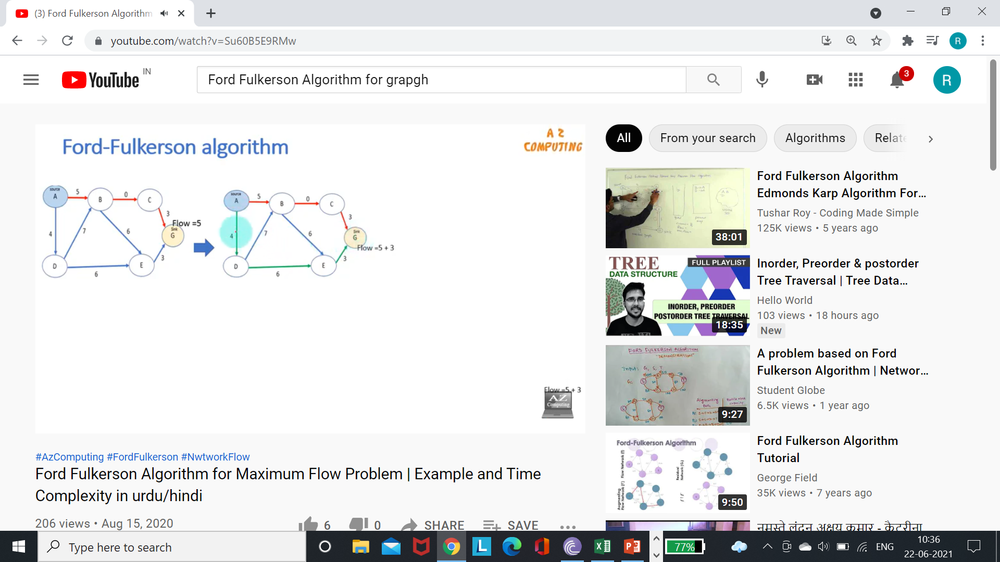 (3) Ford Fulkerson Algorithm
youtube.com/watch?v=Su60B5E9RMw
R
YouTube IN
Ford Fulkerson Algorithm for grapgh
3
R
Ford-Fulkerson algorithm
A Z
COMPUTING
source
A
5
B
0
C
3
Flow =5
Sink
G
4
7
6
3
D
6
E
source
A
5
B
0
C
3
Sink
G
Flow =5 + 3
4
7
6
3
D
6
E
Flow =5 + 3
AZ
Computing
#AzComputing #FordFulkerson #NwtworkFlow
Ford Fulkerson Algorithm for Maximum Flow Problem | Example and Time
Complexity in urdu/hindi
206 views • Aug 15, 2020
6
0
SHARE
SAVE
All
From your search
Algorithms
Relate
38:01
Ford Fulkerson Algorithm
Edmonds Karp Algorithm For...
Tushar Roy - Coding Made Simple
125K views • 5 years ago
TREE
DATA STRUCTURE
FULL PLAYLIST
INORDER, PREORDER
POSTORDER TREE TRAVERSAL
18:35
Inorder, Preorder & postorder
Tree Traversal | Tree Data...
Hello World
103 views • 18 hours ago
New
FORD FULKERSON ALGORITHM
"DEMONSTRATION"
Input: G, S, T
9:27
A problem based on Ford
Fulkerson Algorithm | Networ...
Student Globe
6.5K views • 1 year ago
Ford-Fulkerson Algorithm
9:50
Ford Fulkerson Algorithm
Tutorial
George Field
35K views • 7 years ago
नमस्ते लंदन अक्षय कुमार - कैटरीना
Type here to search
77%
ENG
10:36
22-06-2021